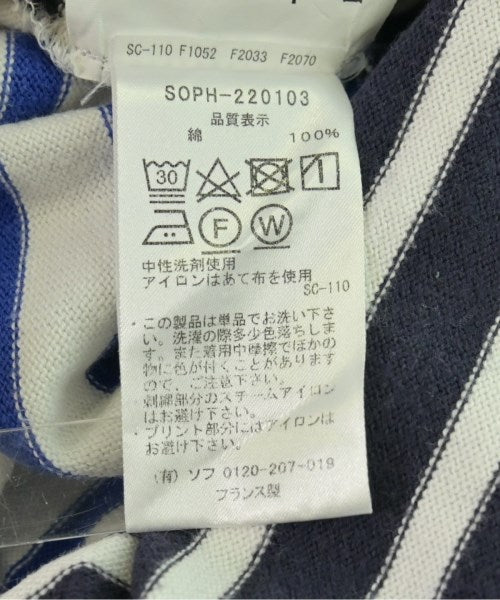 SC-110 F1052 F2033 F2070
SOPH-220103
品質表示
綿 100%
30
F W
中性洗剤使用
アイロンはあて布を使用
SC-110
・この製品は単品でお洗い下さ
い。洗濯の際多少色落ちしま
す。また着用中摩擦でほかの
物に色が付くことがあります
ので、ご注意下さい。
・刺繍部分のスチームアイロン
はお避け下さい。
・プリント部分にはアイロンは
お避け下さい。
(有) ソフ 0120-207-019
フランス製